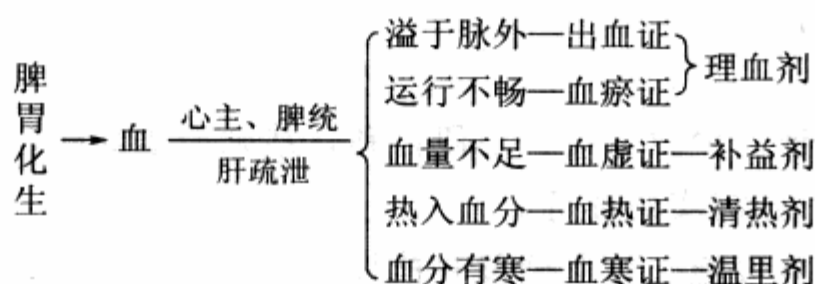 脾胃化生
血
心主、脾统
肝疏泄
溢于脉外—出血证
运行不畅—血瘀证
理血剂
血量不足—血虚证—补益剂
热入血分—血热证—清热剂
血分有寒—血寒证—温里剂